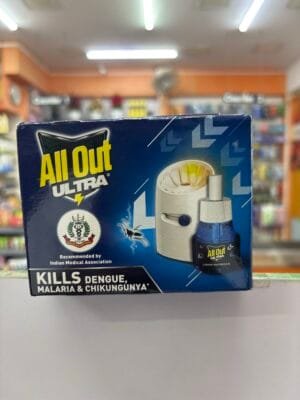 All Out
ULTRA
Recommended by
Indian Medical Association
KILLS DENGUE,
MALARIA & CHIKUNGUNYA*
All Out